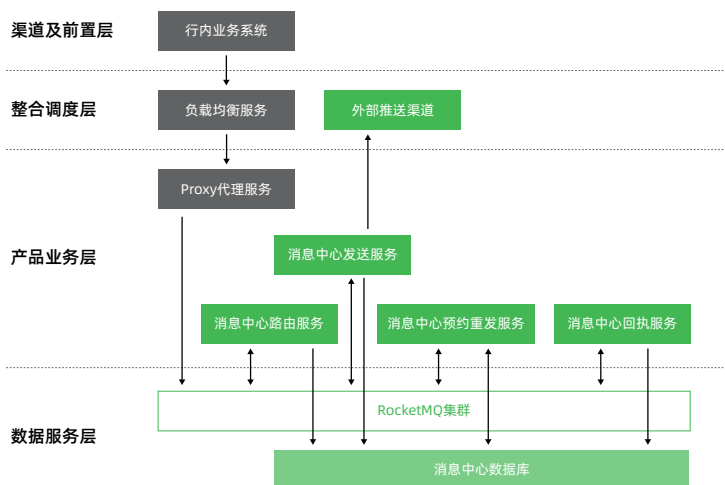 渠道及前置层
行内业务系统
整合调度层
负载均衡服务
外部推送渠道
Proxy代理服务
产品业务层
消息中心发送服务
消息中心路由服务
消息中心预约重发服务
消息中心回执服务
RocketMQ集群
数据服务层
消息中心数据库